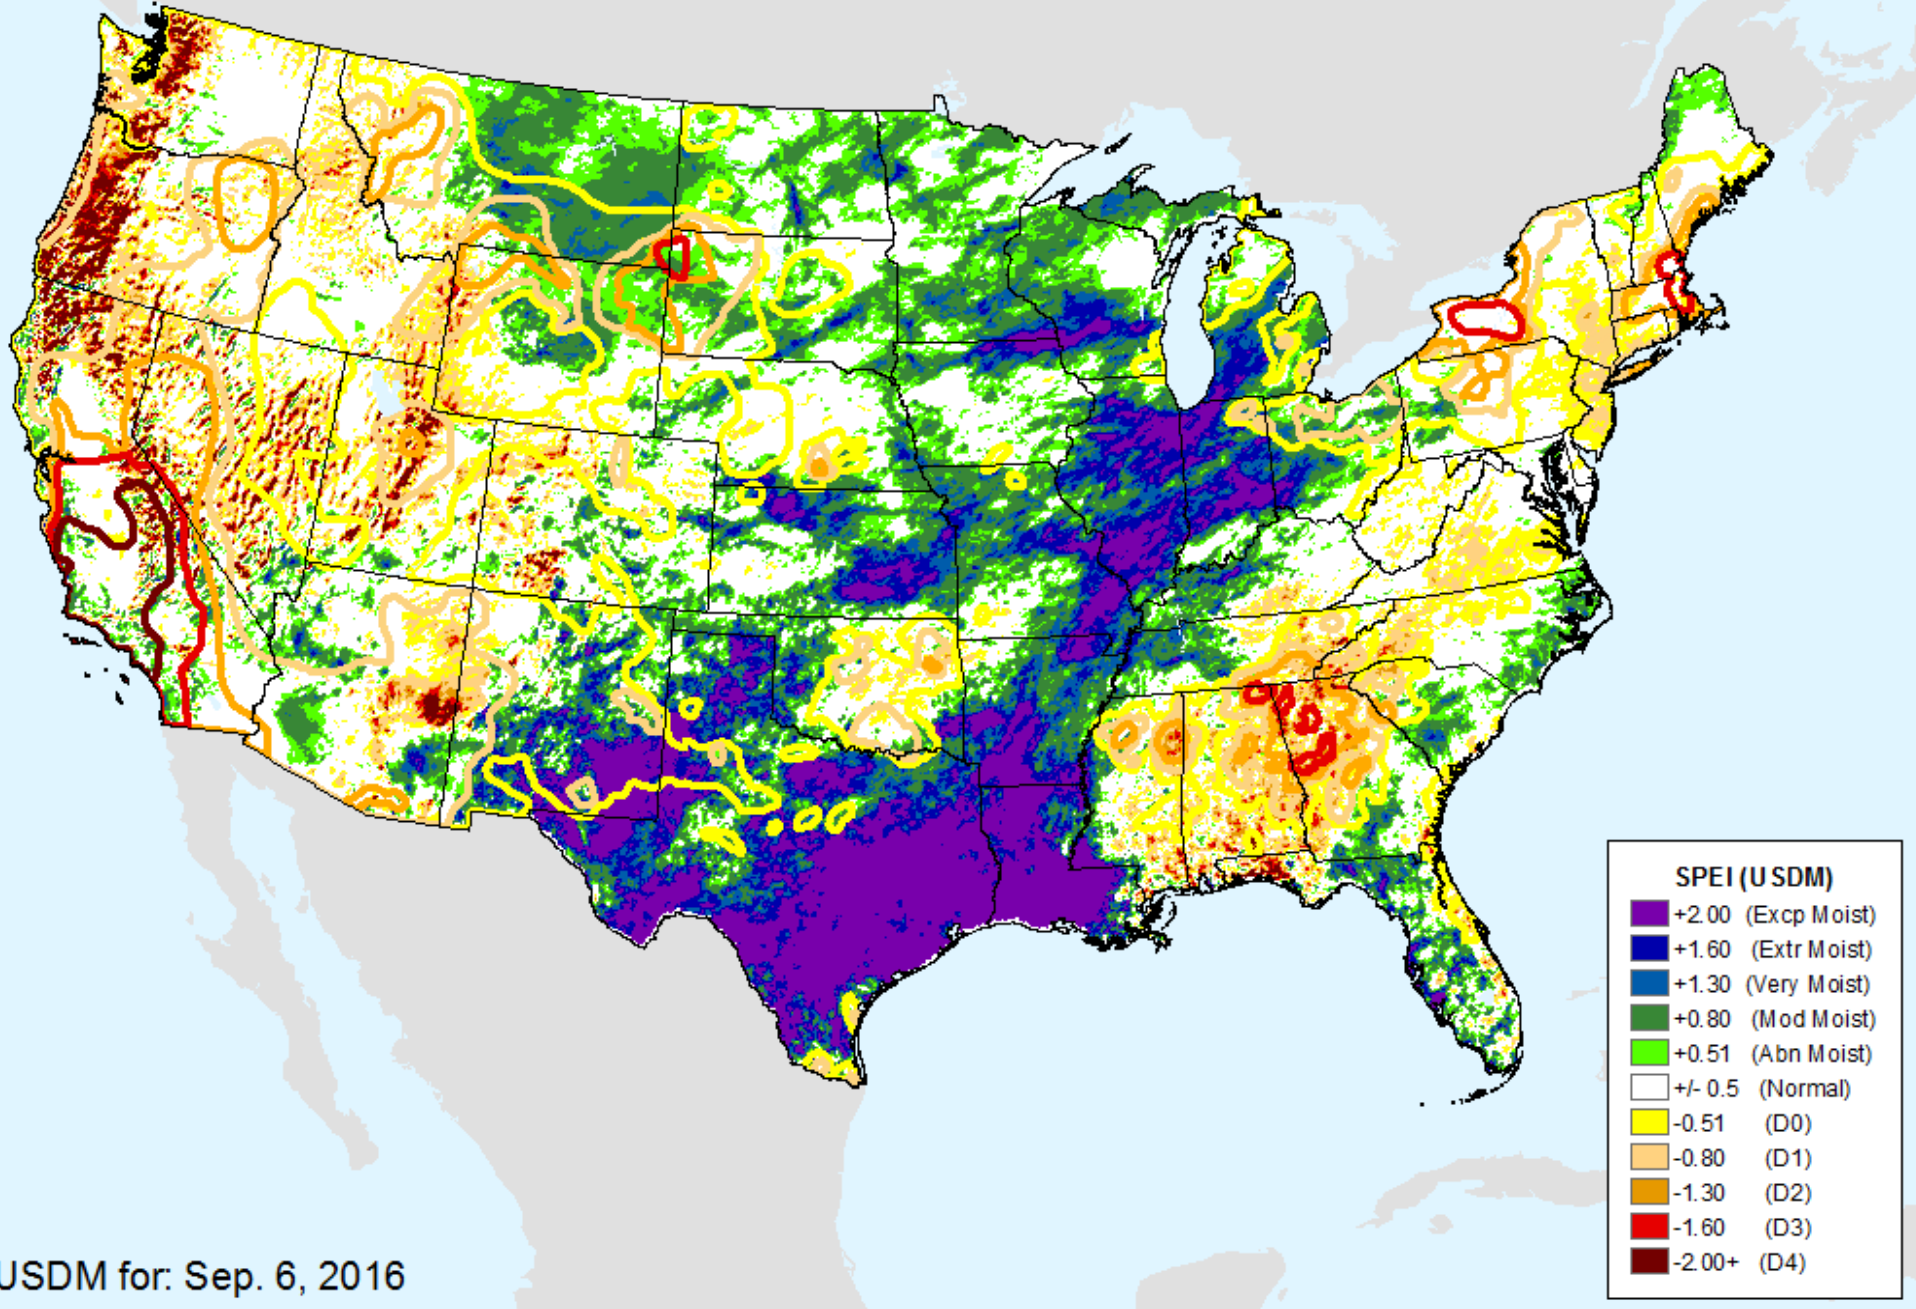 SPEI (USDM)
+2.00 (Excp Moist)
+1.60 (Extr Moist)
+1.30 (Very Moist)
+0.80 (Mod Moist)
+0.51 (Abn Moist)
+/- 0.5 (Normal)
-0.51 (D0)
-0.80 (D1)
-1.30 (D2)
-1.60 (D3)
-2.00+ (D4)
USDM for: Sep. 6, 2016